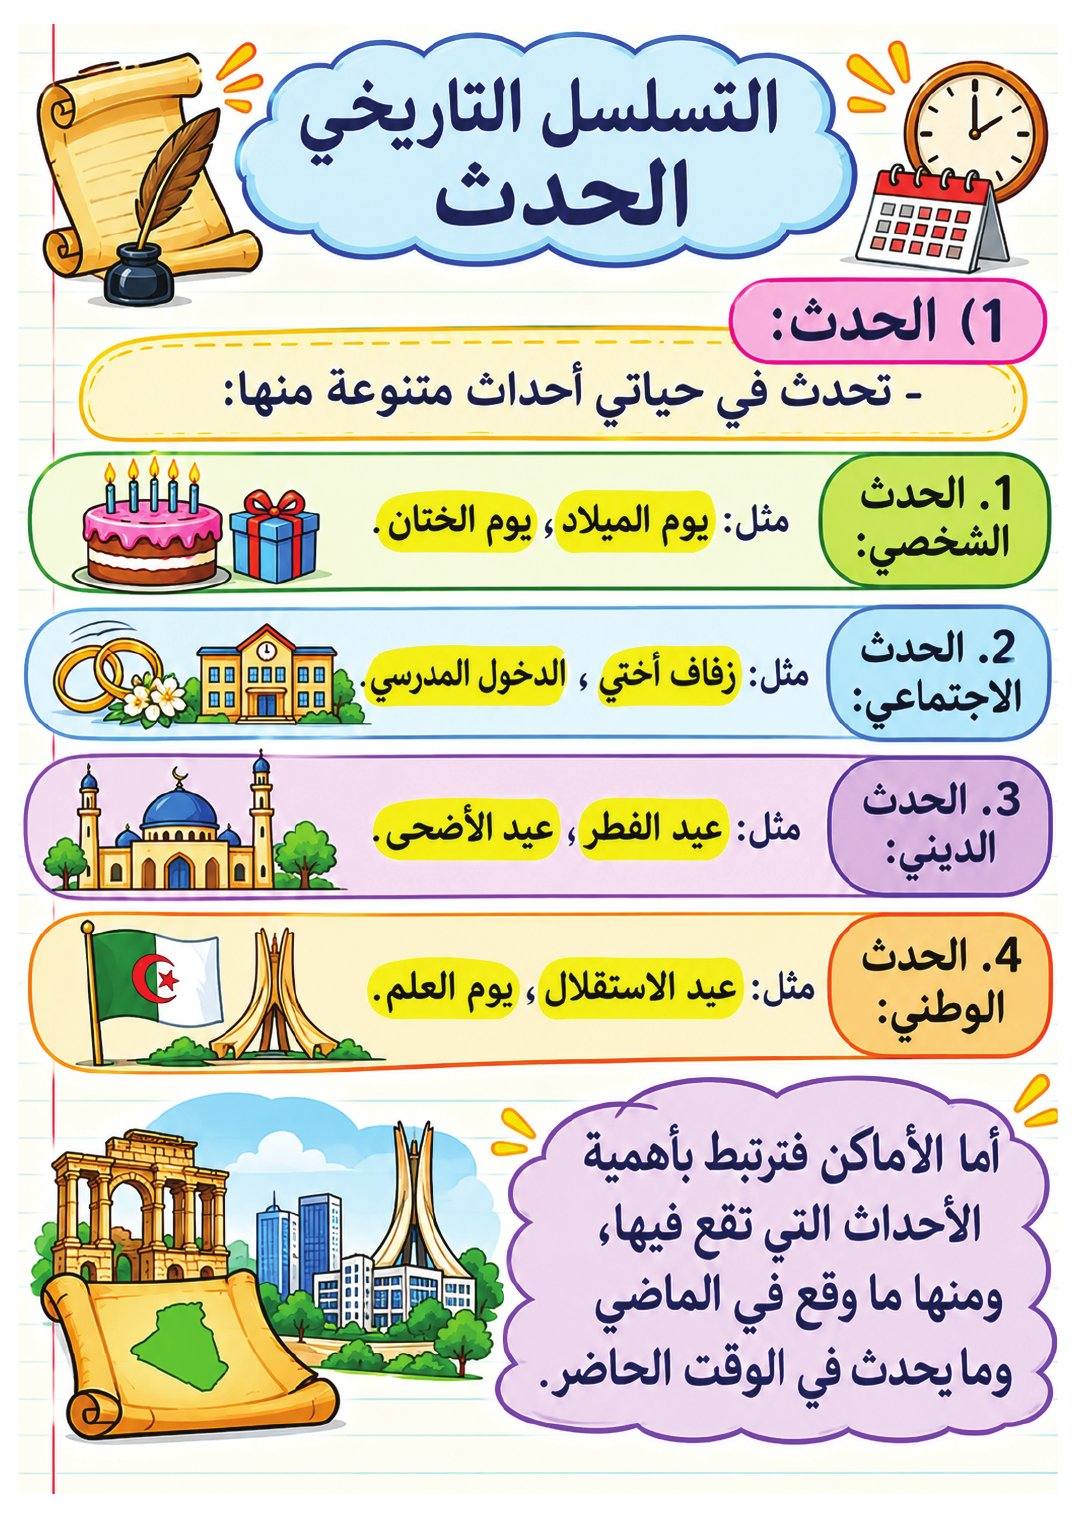 التسلسل التاريخي
الحدث
1) الحدث:
- تحدث في حياتي أحداث متنوعة منها:
1. الحدث
الشخصي:
مثل: يوم الميلاد، يوم الختان.
2. الحدث
الاجتماعي:
مثل: زفاف أختي ، الدخول المدرسي.
3. الحدث
الديني:
مثل: عيد الفطر، عيد الأضحى.
4. الحدث
الوطني:
مثل: عيد الاستقلال، يوم العلم.
أما الأماكن فترتبط بأهمية
الأحداث التي تقع فيها،
ومنها ما وقع في الماضي
وما يحدث في الوقت الحاضر.